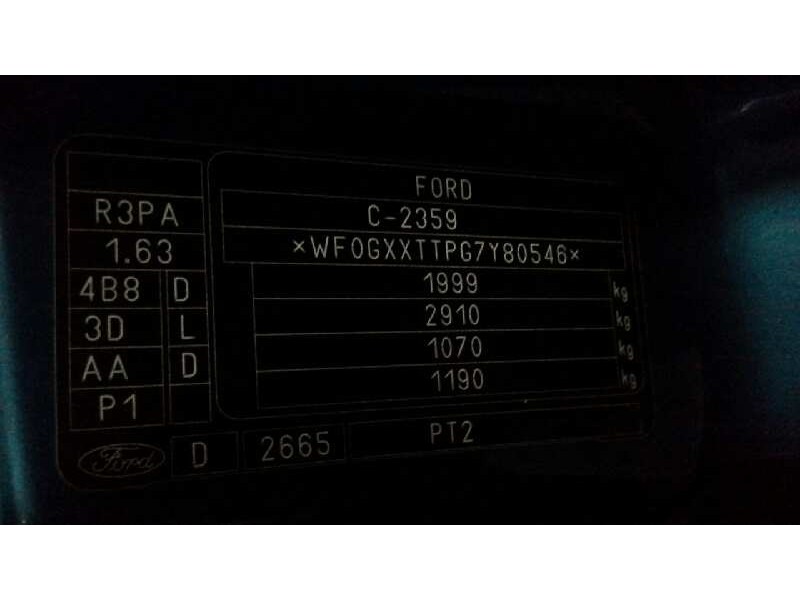 FORD
R3PA C-2359
1.63 ×WF0GXXTTPG7Y80546×
4B8 D 1999 kg
3D L 2910 kg
AA D 1070 kg
P1 1190 kg
Ford D 2665 PT2